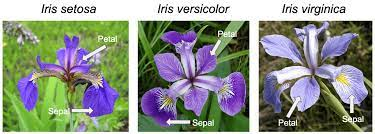 Iris setosa
Iris versicolor
Iris virginica
Petal
Sepal
Petal
Sepal
Petal
Sepal